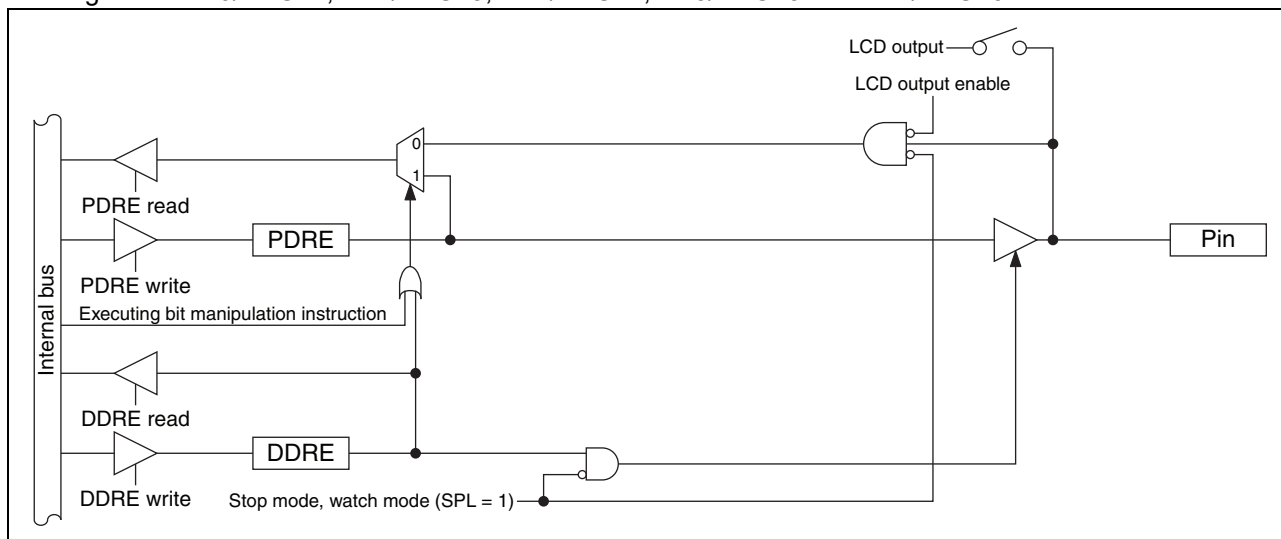 LCD output
LCD output enable
0
1
PDRE read
PDRE
Pin
PDRE write
Executing bit manipulation instruction
Internal bus
DDRE read
DDRE
DDRE write
Stop mode, watch mode (SPL = 1)